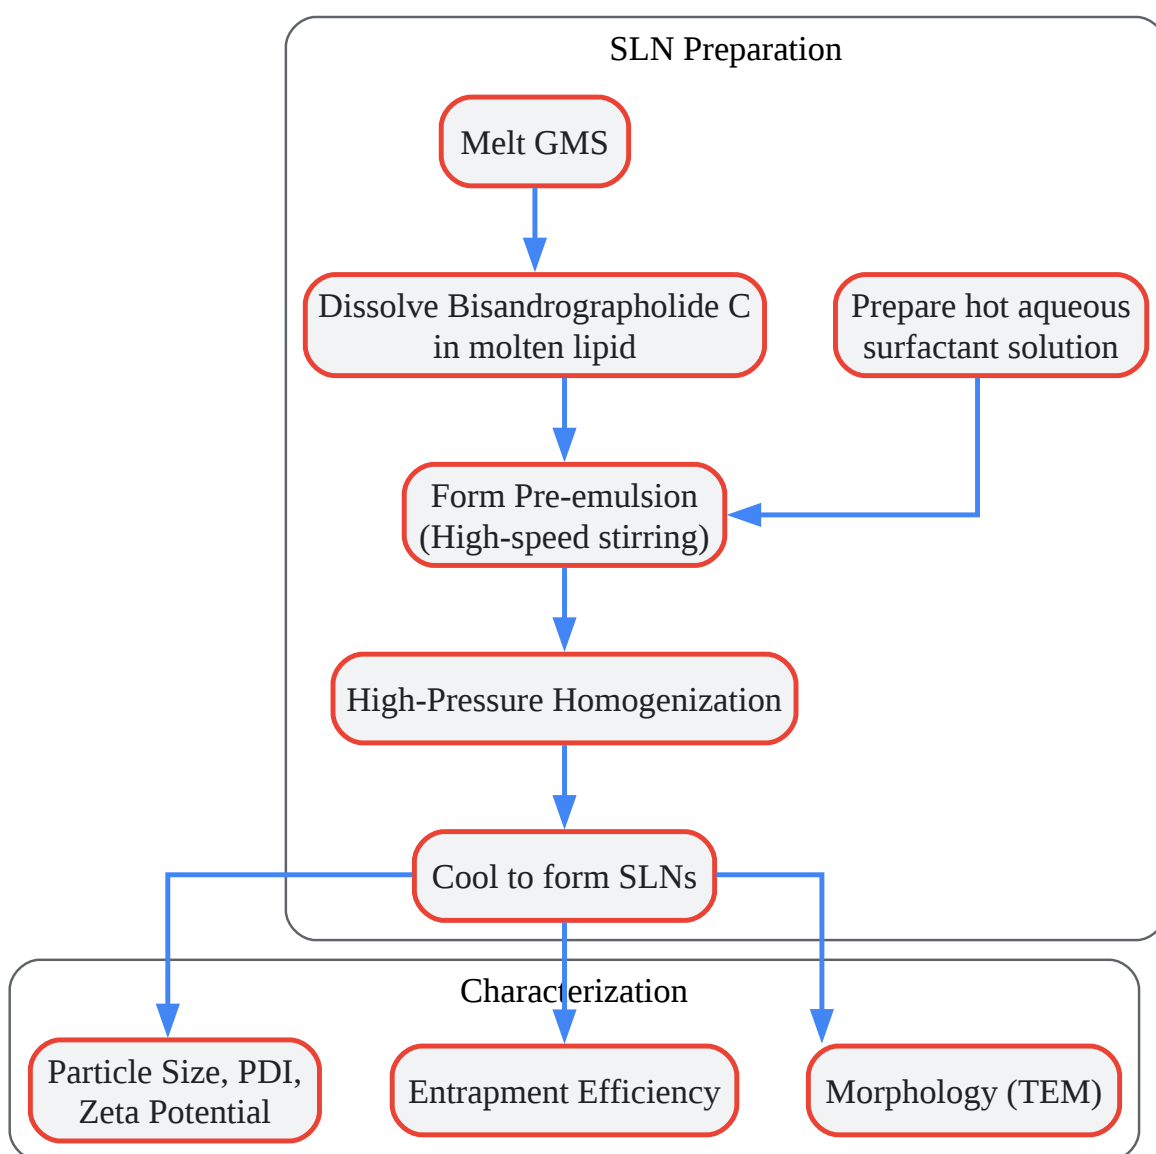 SLN Preparation
Melt GMS
Dissolve Bisandrographolide C
in molten lipid
Prepare hot aqueous
surfactant solution
Form Pre-emulsion
(High-speed stirring)
High-Pressure Homogenization
Cool to form SLNs
Characterization
Particle Size, PDI,
Zeta Potential
Entrapment Efficiency
Morphology (TEM)